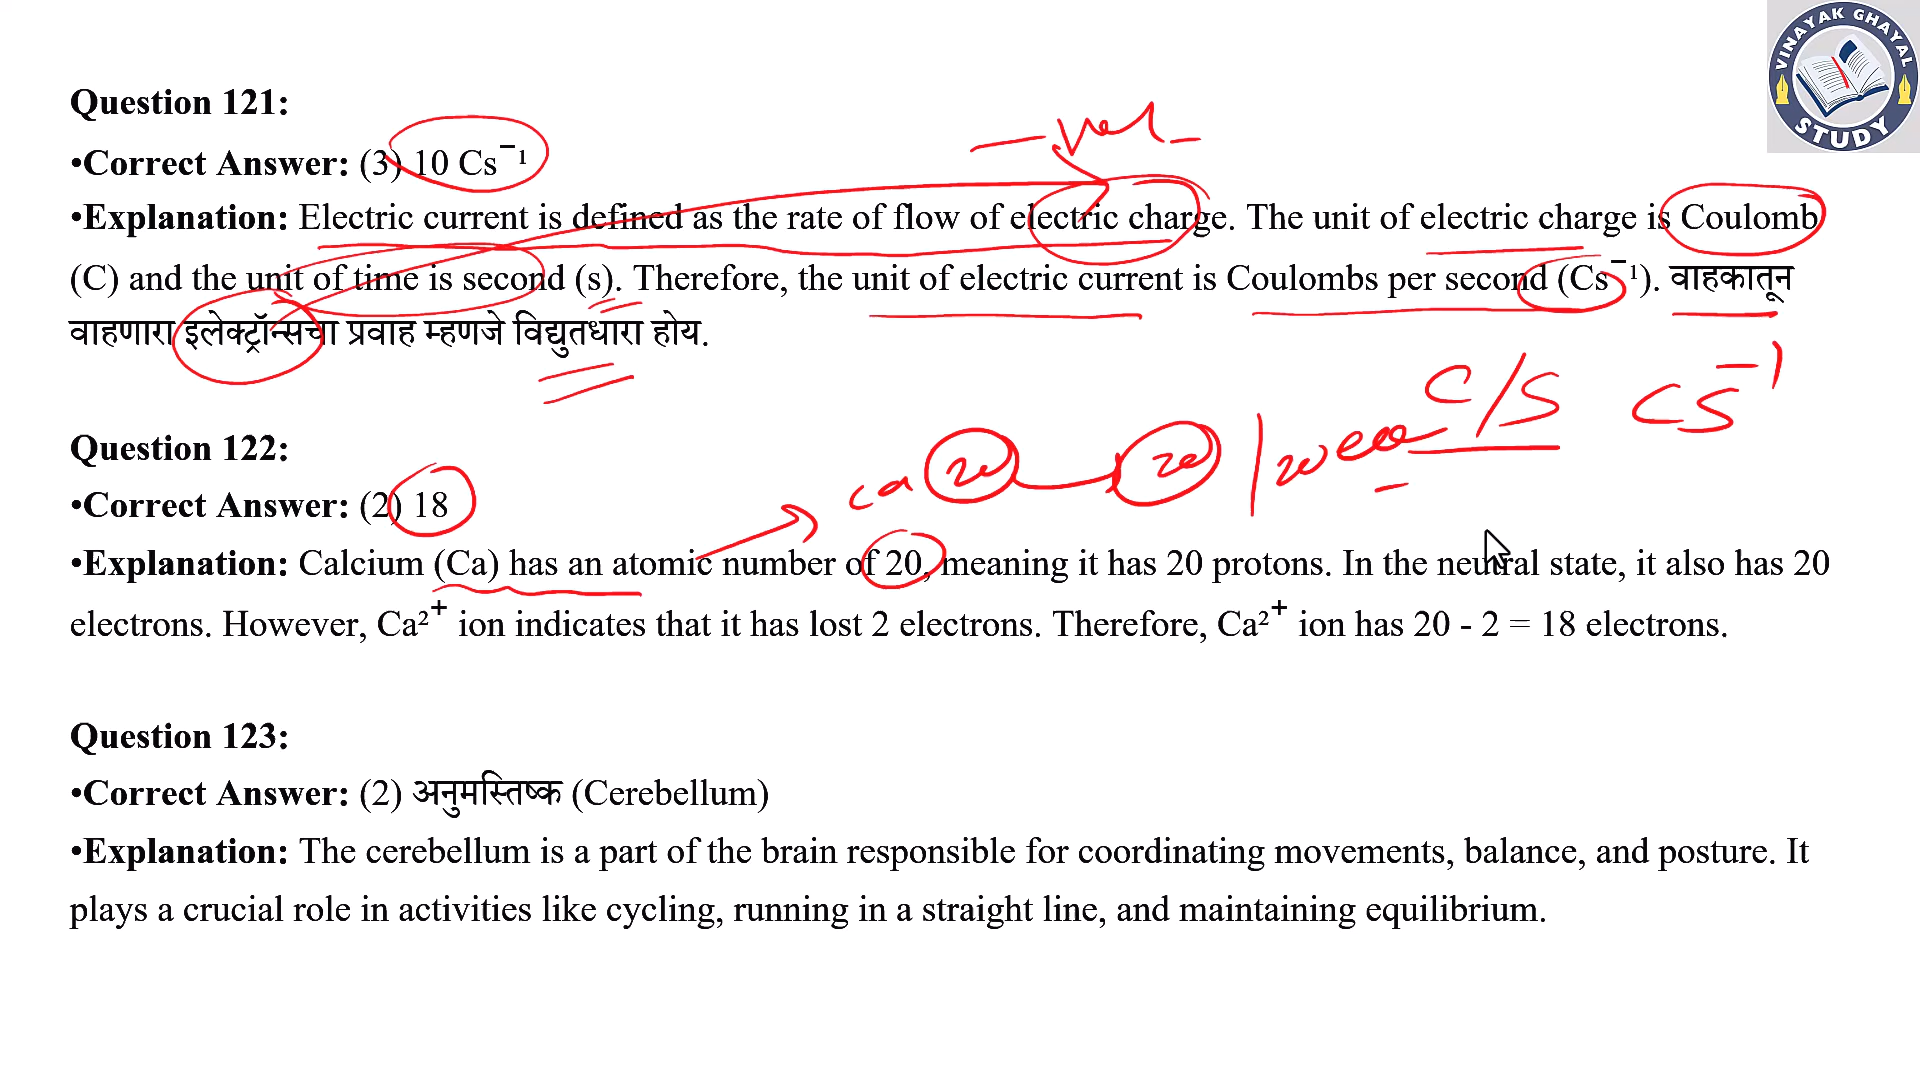 VINAYAK GHAYAL
STUDY
Question 121:
•Correct Answer: (3) 10 Cs⁻¹
•Explanation: Electric current is defined as the rate of flow of electric charge. The unit of electric charge is Coulomb
(C) and the unit of time is second (s). Therefore, the unit of electric current is Coulombs per second (Cs⁻¹). वाहकातून
वाहणारा इलेक्ट्रॉन्सचा प्रवाह म्हणजे विद्युतधारा होय.
C/S CS⁻¹
Question 122:
ca 20 20 | 20
•Correct Answer: (2) 18
•Explanation: Calcium (Ca) has an atomic number of 20, meaning it has 20 protons. In the neutral state, it also has 20
electrons. However, Ca²⁺ ion indicates that it has lost 2 electrons. Therefore, Ca²⁺ ion has 20 - 2 = 18 electrons.
Question 123:
•Correct Answer: (2) अनुमस्तिष्क (Cerebellum)
•Explanation: The cerebellum is a part of the brain responsible for coordinating movements, balance, and posture. It
plays a crucial role in activities like cycling, running in a straight line, and maintaining equilibrium.